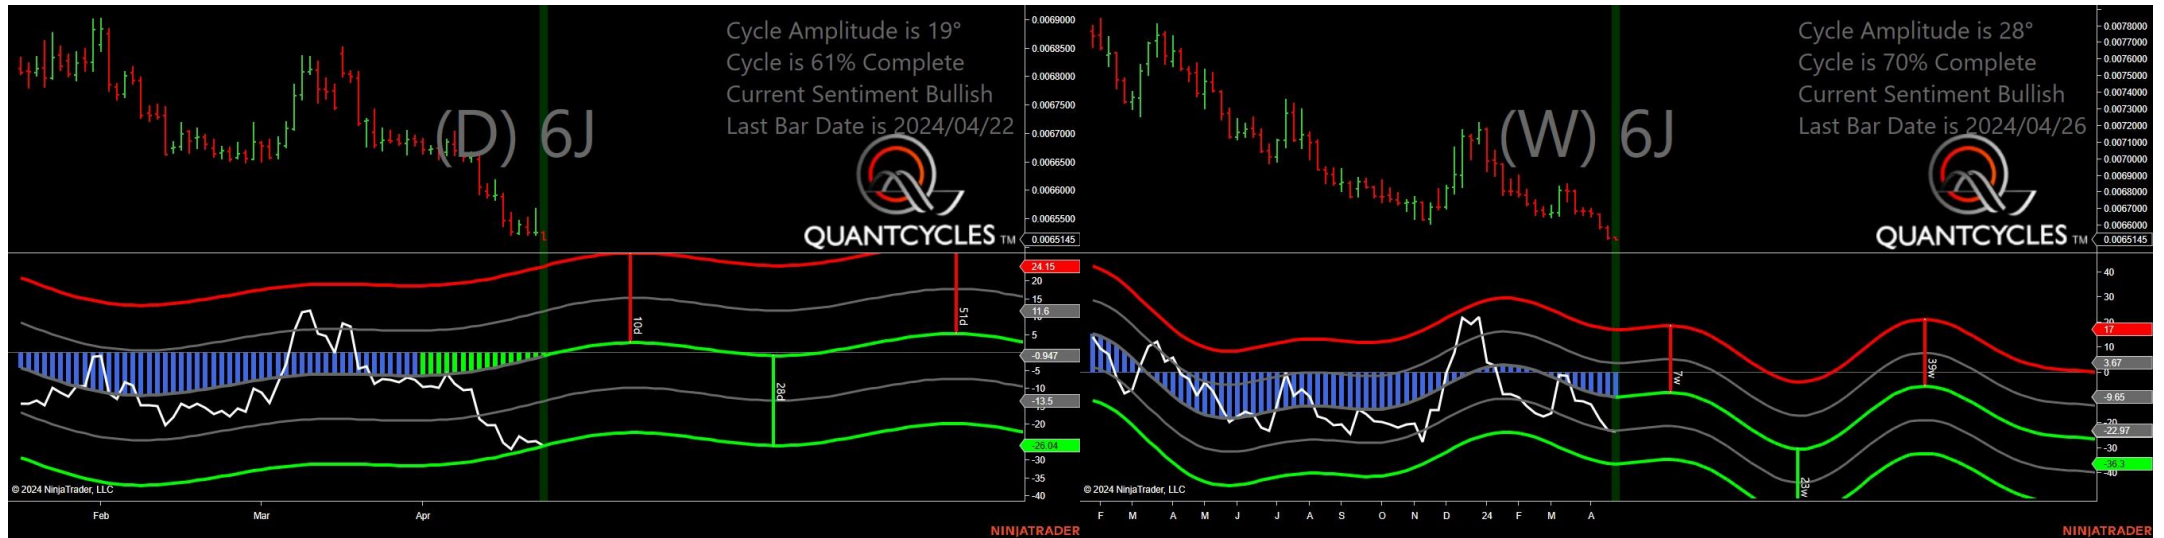 Cycle Amplitude is 19°
Cycle is 61% Complete
Current Sentiment Bullish
Last Bar Date is 2024/04/22
(D) 6J
QUANTCYCLES TM
0.0069000
0.0068500
0.0068000
0.0067500
0.0067000
0.0066500
0.0066000
0.0065500
0.0065145
24.15
20
15
11.6
5
-0.947
-5
-10
-13.5
-20
-26.04
-30
-35
-40
10d
28d
51d
© 2024 NinjaTrader, LLC
Feb Mar Apr
NINJATRADER
Cycle Amplitude is 28°
Cycle is 70% Complete
Current Sentiment Bullish
Last Bar Date is 2024/04/26
(W) 6J
QUANTCYCLES TM
0.0078000
0.0077000
0.0076000
0.0075000
0.0074000
0.0073000
0.0072000
0.0071000
0.0070000
0.0069000
0.0068000
0.0067000
0.0066000
0.0065145
40
30
20
17
10
3.67
0
-9.65
-20
-22.97
-30
-36.3
-40
7w
23w
39w
© 2024 NinjaTrader, LLC
F M A M J J A S O N D 24 F M A
NINJATRADER